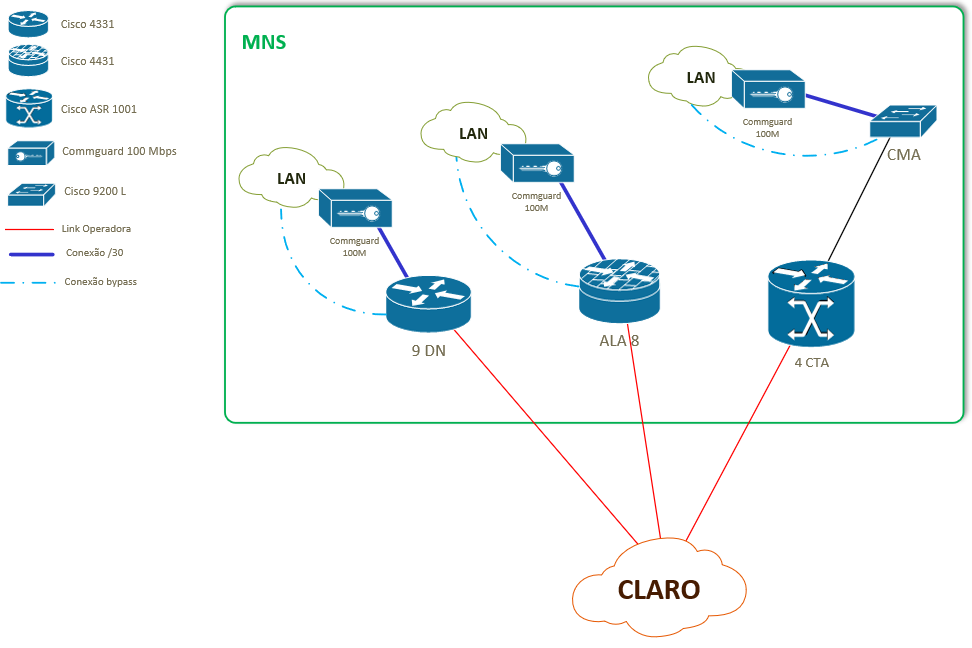 Cisco 4331
Cisco 4431
Cisco ASR 1001
Commguard 100 Mbps
Cisco 9200 L
Link Operadora
Conexão /30
Conexão bypass
MNS
LAN
Commguard
100M
9 DN
LAN
Commguard
100M
ALA 8
LAN
Commguard
100M
CMA
4 CTA
CLARO